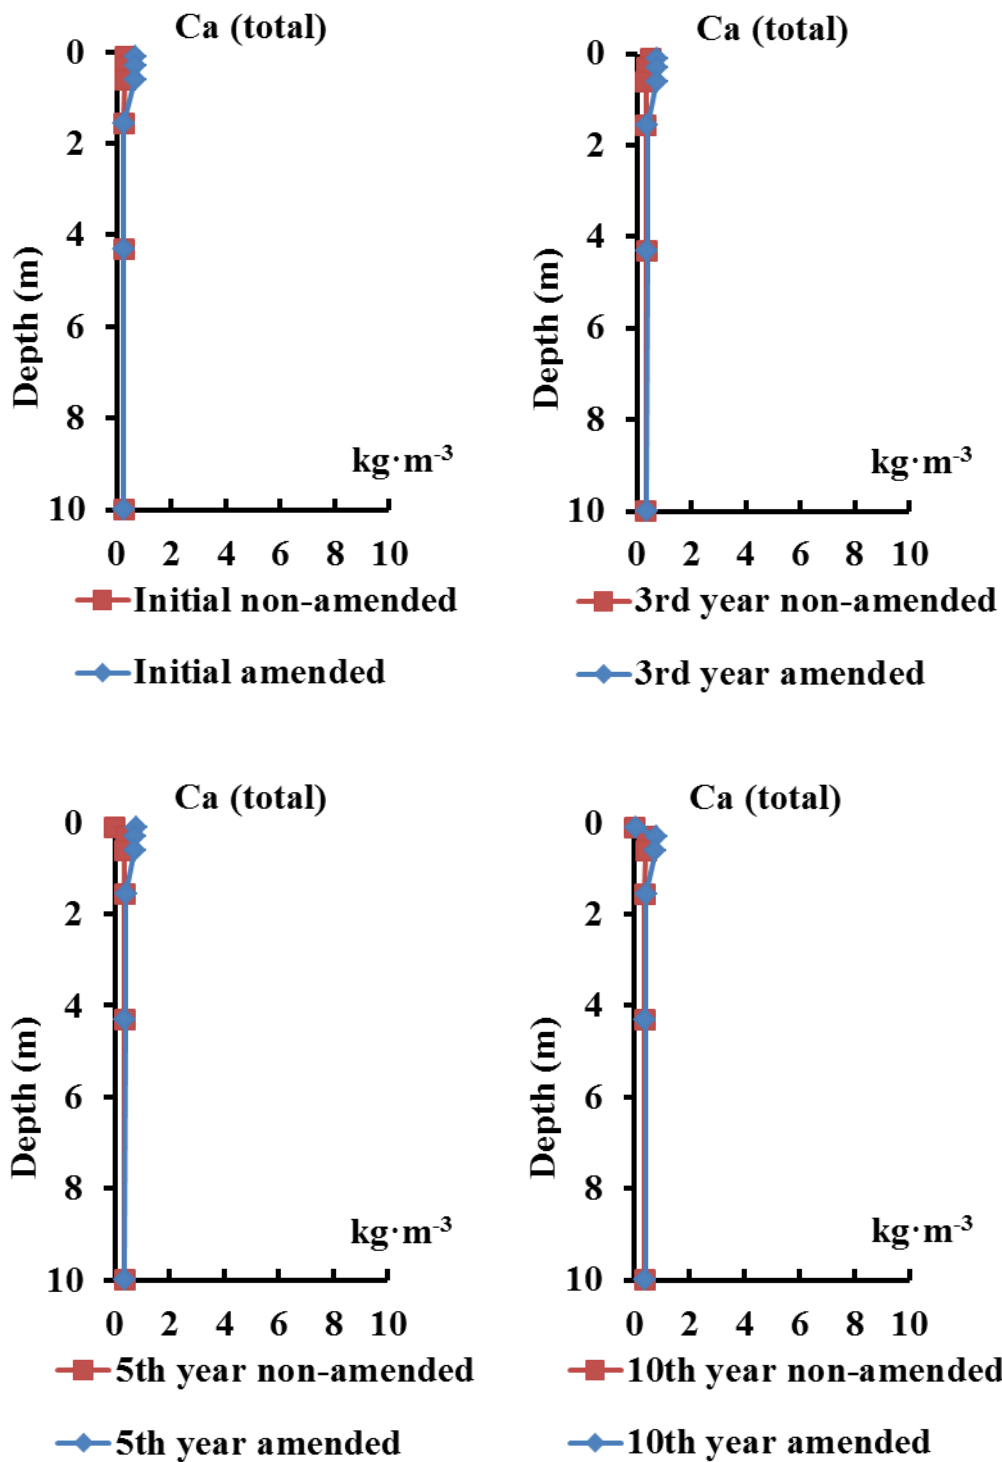 Ca (total)
0
2
4
6
8
10
Depth (m)
kg·m-3
0 2 4 6 8 10
Initial non-amended
Initial amended
Ca (total)
0
2
4
6
8
10
Depth (m)
kg·m-3
0 2 4 6 8 10
3rd year non-amended
3rd year amended
Ca (total)
0
2
4
6
8
10
Depth (m)
kg·m-3
0 2 4 6 8 10
5th year non-amended
5th year amended
Ca (total)
0
2
4
6
8
10
Depth (m)
kg·m-3
0 2 4 6 8 10
10th year non-amended
10th year amended